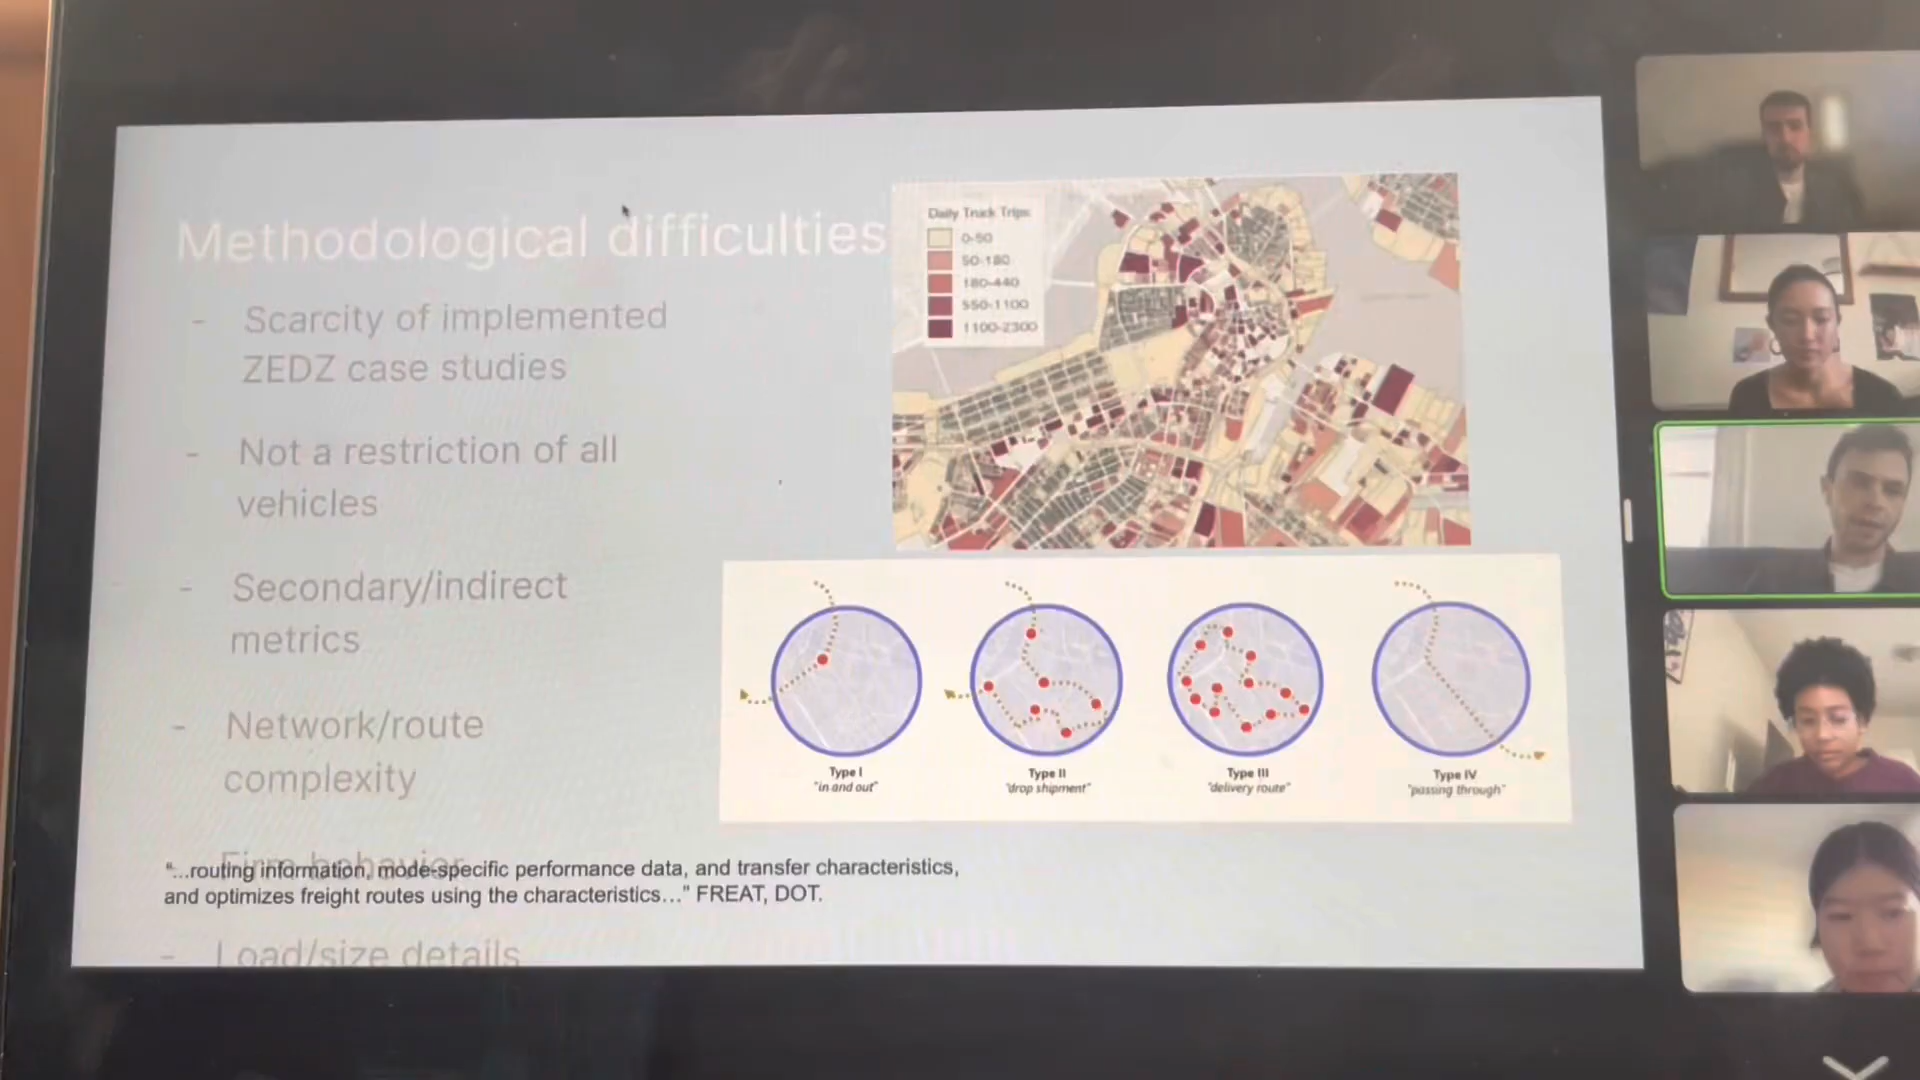 Methodological difficulties
- Scarcity of implemented
ZEDZ case studies
- Not a restriction of all
vehicles
- Secondary/indirect
metrics
- Network/route
complexity
Firm behavior
"...routing information, mode-specific performance data, and transfer characteristics,
and optimizes freight routes using the characteristics..." FREAT, DOT.
- Load/size details
Daily Truck Trips
0-50
50-180
180-440
550-1100
1100-2300
Type I
"in and out"
Type II
"drop shipment"
Type III
"delivery route"
Type IV
"passing through"